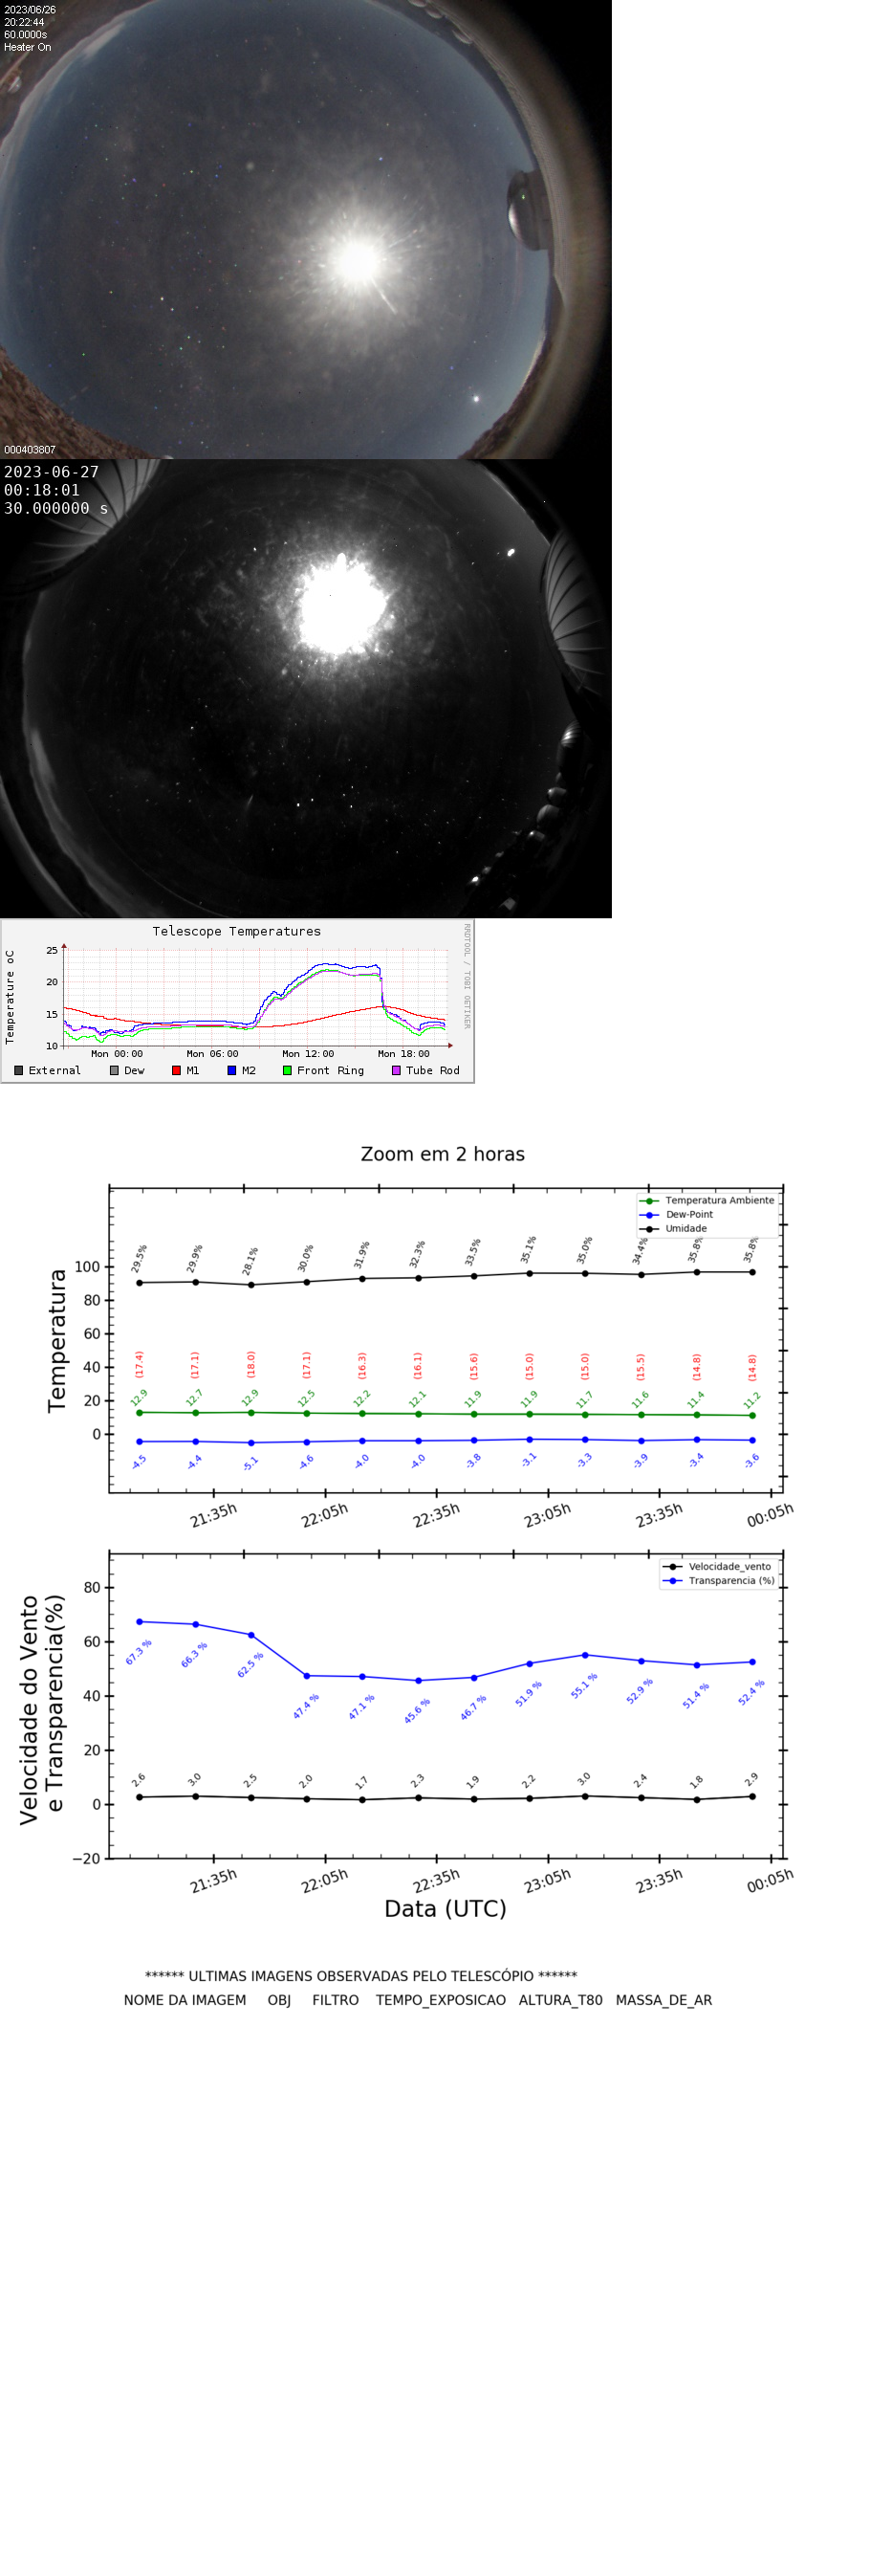 2023/06/26
20:22:44
60.0000s
Heater On
000403807
2023-06-27
00:18:01
30.000000 s
Telescope Temperatures
RRDTOOL / TOBI OETIKER
Temperature oC
25
20
15
10
Mon 00:00 Mon 06:00 Mon 12:00 Mon 18:00
External Dew M1 M2 Front Ring Tube Rod
Zoom em 2 horas
Temperatura Ambiente
Dew-Point
Umidade
Temperatura
100
80
60
40
20
0
29.5% 29.9% 28.1% 30.0% 31.9% 32.3% 33.5% 35.1% 35.0% 34.4% 35.8% 35.8%
(17.4) (17.1) (18.0) (17.1) (16.3) (16.1) (15.6) (15.0) (15.0) (15.5) (14.8) (14.8)
12.9 12.7 12.9 12.5 12.2 12.1 11.9 11.9 11.7 11.6 11.4 11.2
-4.5 -4.4 -5.1 -4.6 -4.0 -4.0 -3.8 -3.1 -3.3 -3.9 -3.4 -3.6
21:35h 22:05h 22:35h 23:05h 23:35h 00:05h
Velocidade_vento
Transparencia (%)
Velocidade do Vento
e Transparencia(%)
80
60
40
20
0
−20
67.3 % 66.3 % 62.5 % 47.4 % 47.1 % 45.6 % 46.7 % 51.9 % 55.1 % 52.9 % 51.4 % 52.4 %
2.6 3.0 2.5 2.0 1.7 2.3 1.9 2.2 3.0 2.4 1.8 2.9
21:35h 22:05h 22:35h 23:05h 23:35h 00:05h
Data (UTC)
****** ULTIMAS IMAGENS OBSERVADAS PELO TELESCÓPIO ******
NOME DA IMAGEM OBJ FILTRO TEMPO_EXPOSICAO ALTURA_T80 MASSA_DE_AR